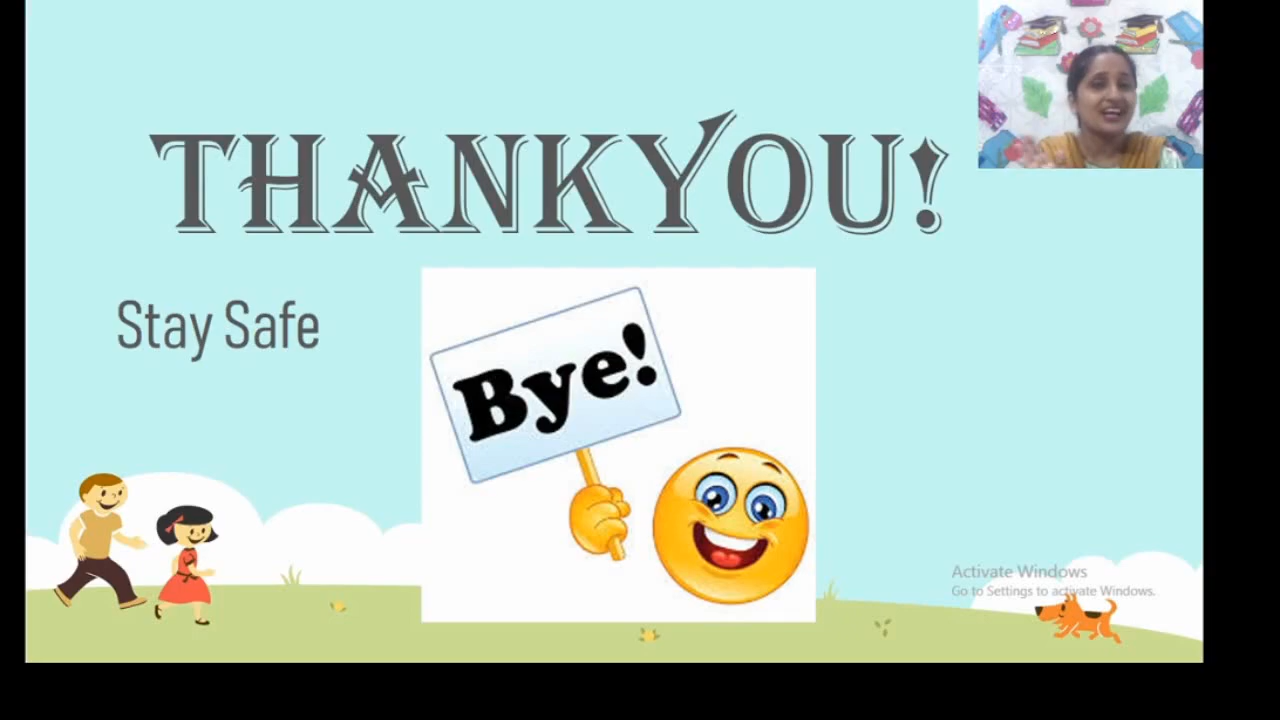 THANKYOU!
Stay Safe
Bye!
Activate Windows
Go to Settings to activate Windows.